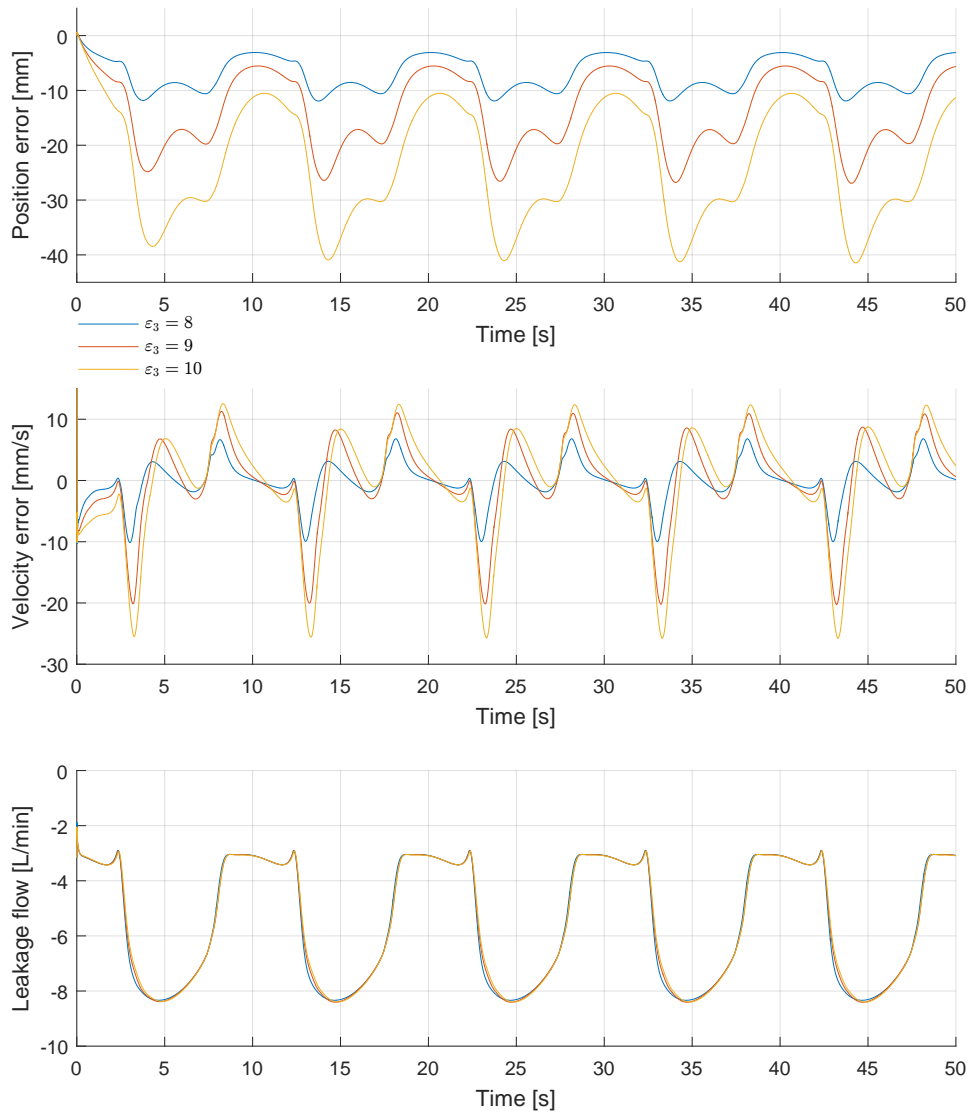 0
-10
-20
-30
-40
Position error [mm]
0 5 10 15 20 25 30 35 40 45 50
Time [s]
ε₃ = 8
ε₃ = 9
ε₃ = 10
10
0
-10
-20
-30
Velocity error [mm/s]
0 5 10 15 20 25 30 35 40 45 50
Time [s]
0
-2
-4
-6
-8
-10
Leakage flow [L/min]
0 5 10 15 20 25 30 35 40 45 50
Time [s]